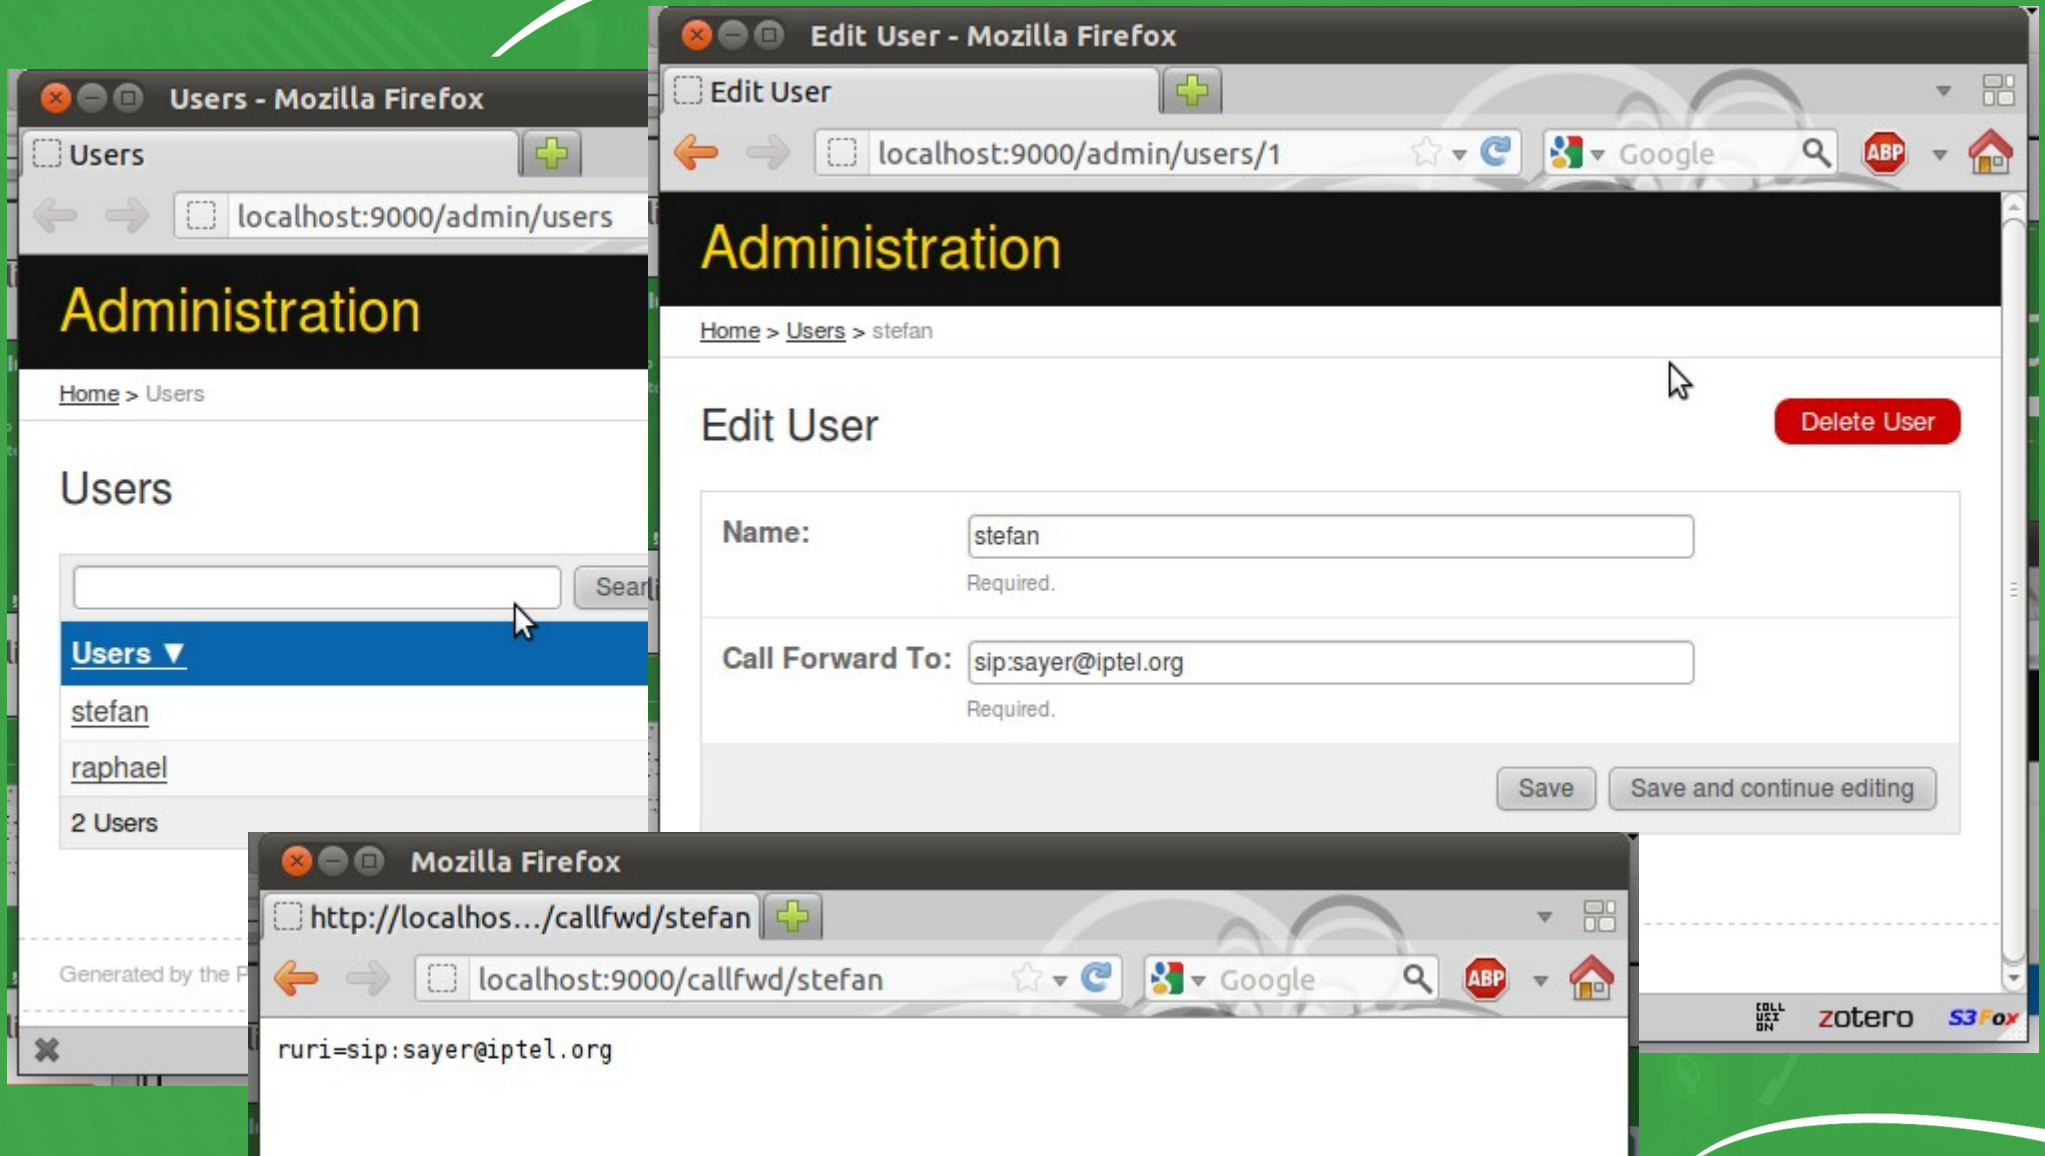 Users - Mozilla Firefox
Users
localhost:9000/admin/users
Administration
Home > Users
Users
Users ▼
stefan
raphael
2 Users
Generated by the
Edit User - Mozilla Firefox
Edit User
localhost:9000/admin/users/1
Google
ABP
Administration
Home > Users > stefan
Edit User
Delete User
Name:
stefan
Required.
Call Forward To:
sip:sayer@iptel.org
Required.
Save
Save and continue editing
COLLUSION
zotero
S3Fox
Mozilla Firefox
http://localhos.../callfwd/stefan
localhost:9000/callfwd/stefan
Google
ABP
ruri=sip:sayer@iptel.org